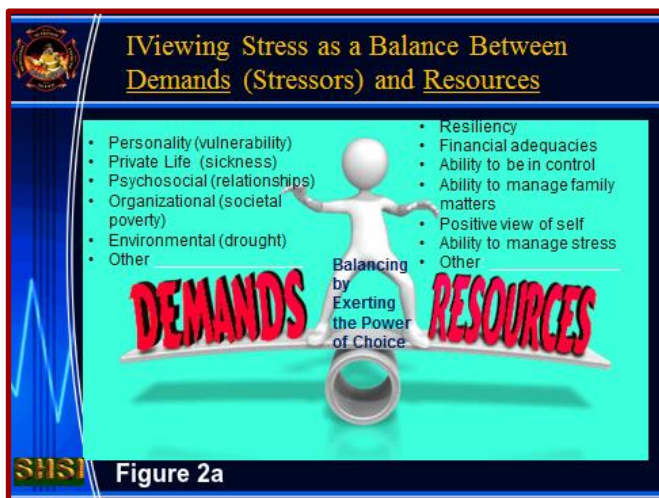 IViewing Stress as a Balance Between
Demands (Stressors) and Resources
• Personality (vulnerability)
• Private Life (sickness)
• Psychosocial (relationships)
• Organizational (societal
poverty)
• Environmental (drought)
• Other
• Resiliency
• Financial adequacies
• Ability to be in control
• Ability to manage family
matters
• Positive view of self
• Ability to manage stress
• Other
DEMANDS
Balancing
by
Exerting
the Power
of Choice
RESOURCES
SHSI
Figure 2a